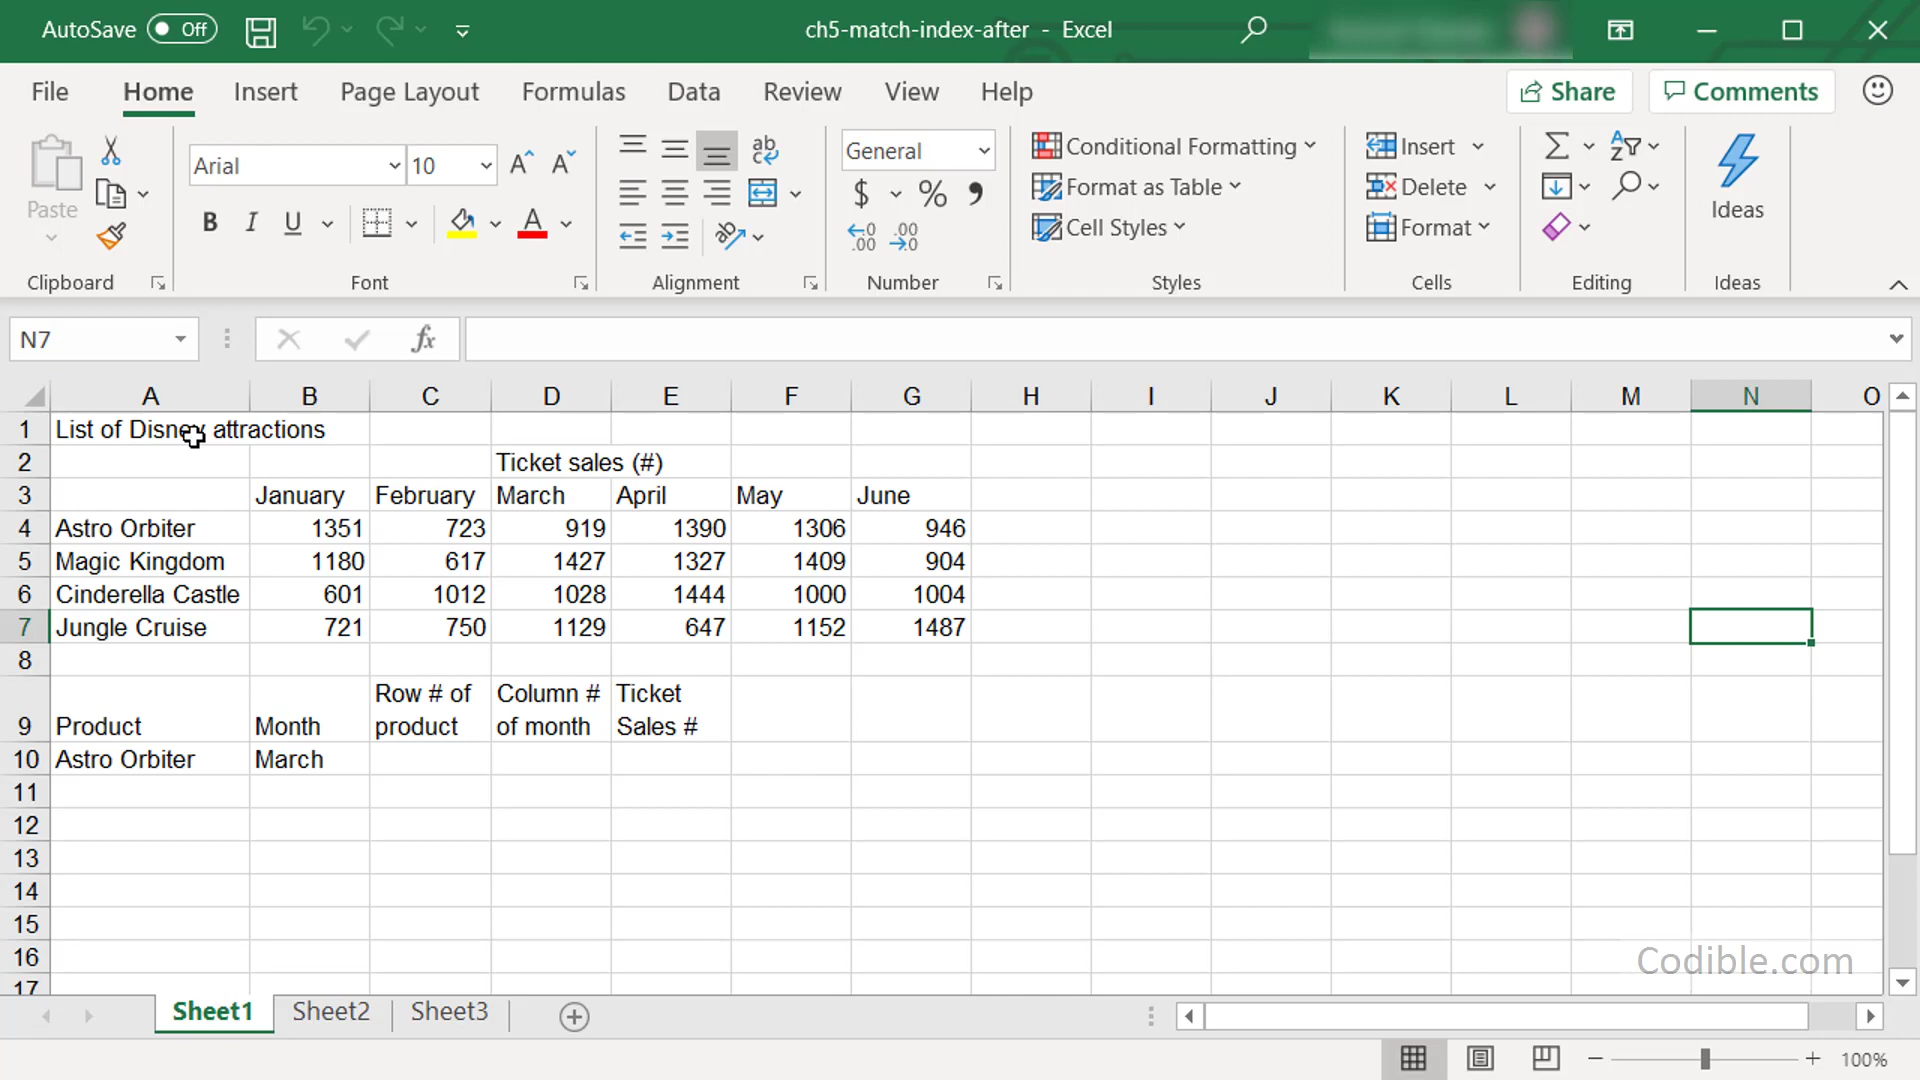 AutoSave Off ch5-match-index-after - Excel
File Home Insert Page Layout Formulas Data Review View Help Share Comments
Paste
Arial 10
B I U
General
$ % ,
Conditional Formatting
Format as Table
Cell Styles
Insert
Delete
Format
Ideas
Clipboard Font Alignment Number Styles Cells Editing Ideas
N7 fx
A B C D E F G H I J K L M N O
1 List of Disney attractions
2 Ticket sales (#)
3 January February March April May June
4 Astro Orbiter 1351 723 919 1390 1306 946
5 Magic Kingdom 1180 617 1427 1327 1409 904
6 Cinderella Castle 601 1012 1028 1444 1000 1004
7 Jungle Cruise 721 750 1129 647 1152 1487
8
Row # of Column # Ticket
9 Product Month product of month Sales #
10 Astro Orbiter March
11
12
13
14
15
16
Codible.com
17
Sheet1 Sheet2 Sheet3
100%